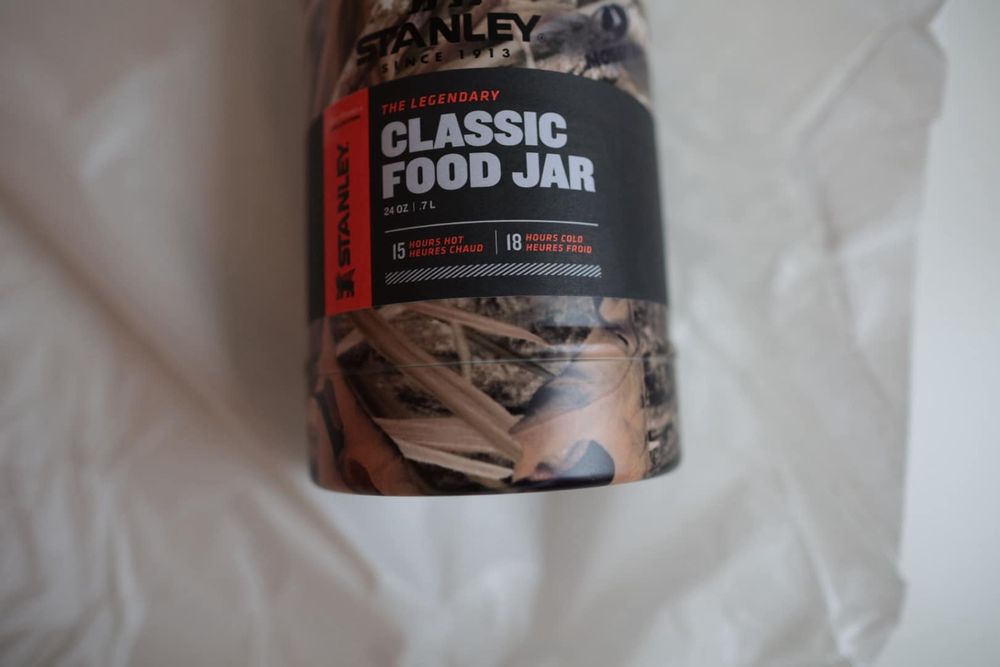 STANLEY
SINCE 1913
THE LEGENDARY
CLASSIC
FOOD JAR
24 OZ | .7 L
15 HOURS HOT
HEURES CHAUD
18 HOURS COLD
HEURES FROID
STANLEY